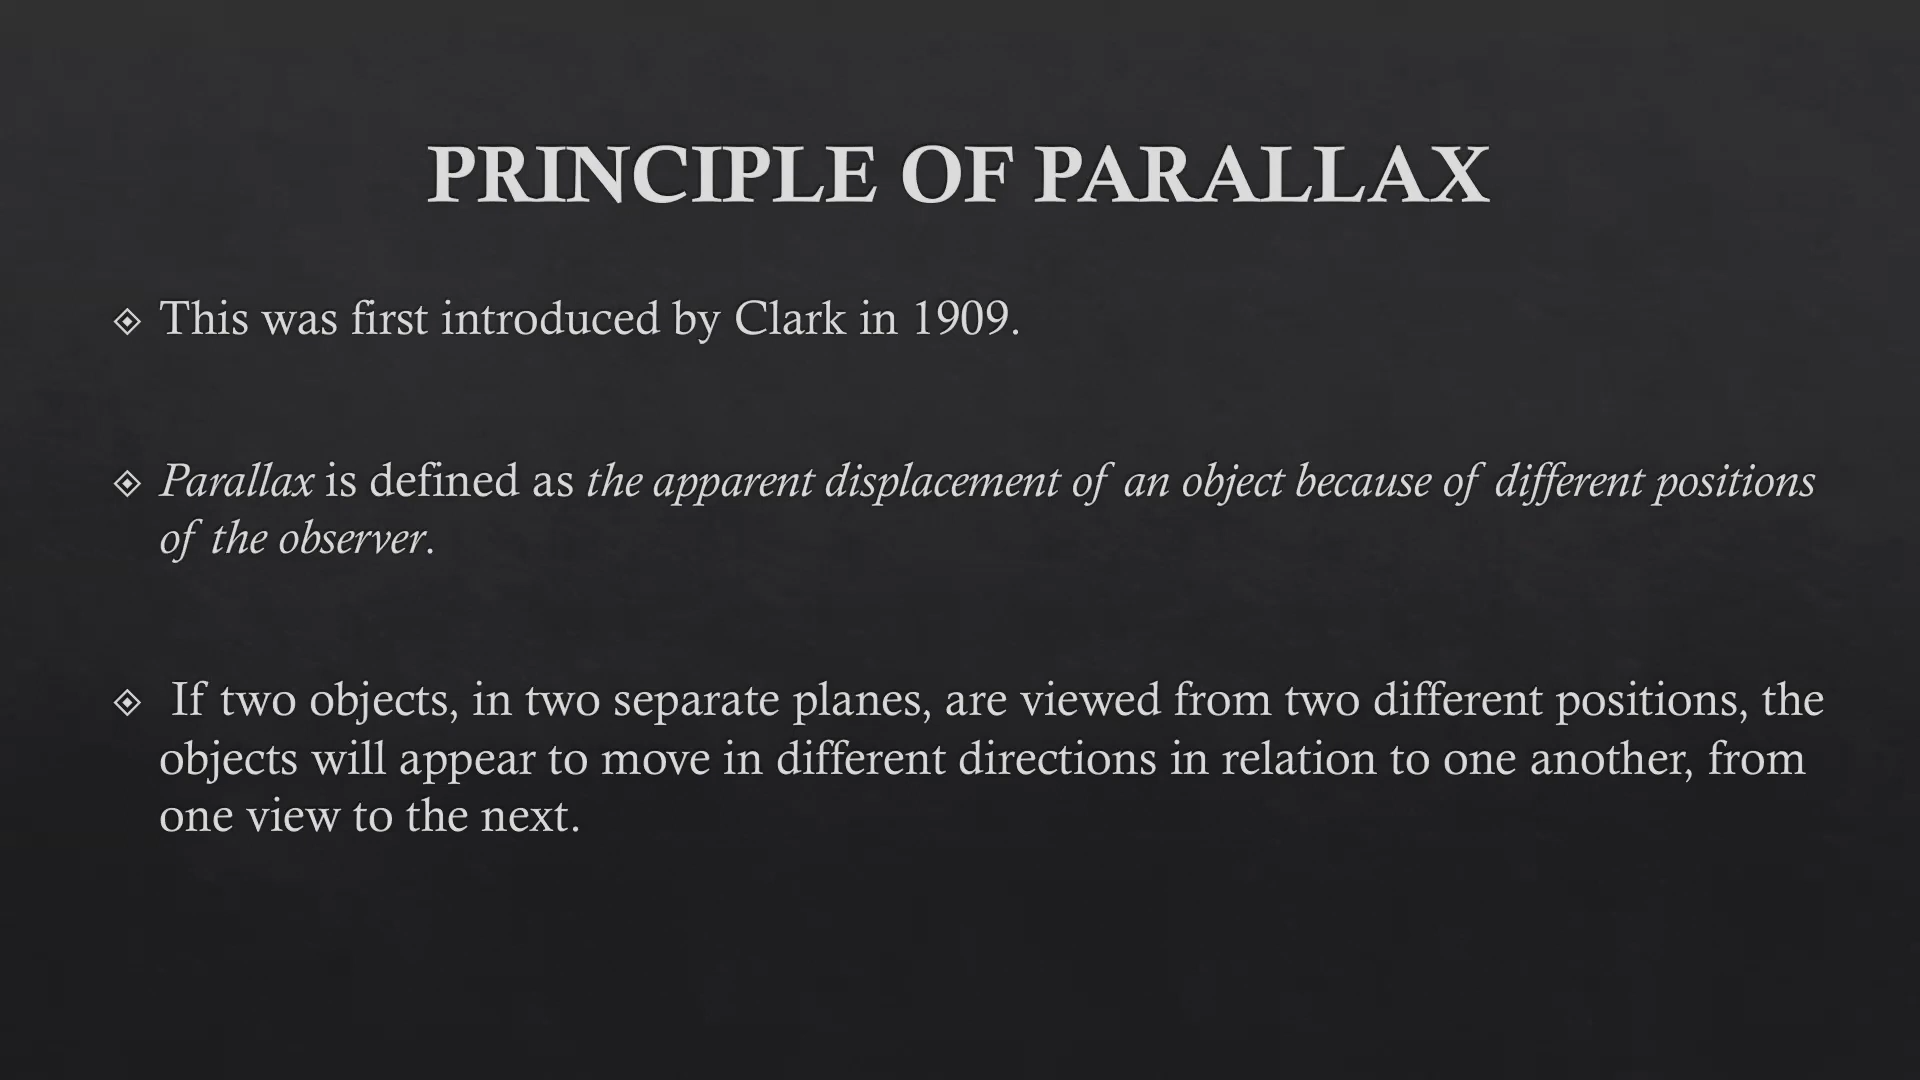 PRINCIPLE OF PARALLAX
This was first introduced by Clark in 1909.
Parallax is defined as the apparent displacement of an object because of different positions
of the observer.
If two objects, in two separate planes, are viewed from two different positions, the
objects will appear to move in different directions in relation to one another, from
one view to the next.